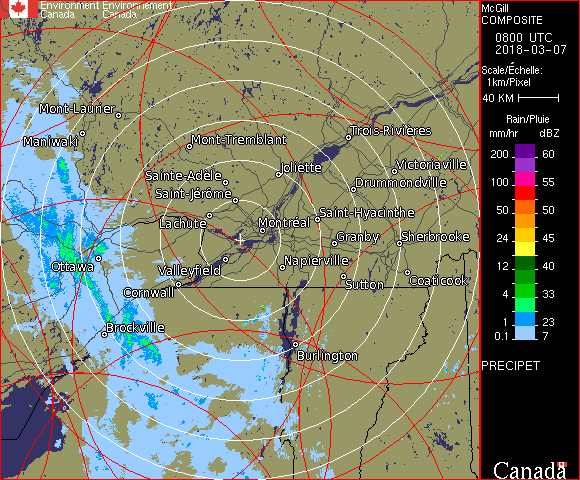 Environment Environnement
Canada Canada
McGill
COMPOSITE
0800 UTC
2018-03-07
Scale/Échelle:
1km/Pixel
40 KM
Rain/Pluie
mm/hr dBZ
200 60
100 55
75 53
50 50
24 45
12 40
4 33
2 23
0.1 7
PRECIPET
Canada
Mont-Laurier
Maniwaki
Mont-Tremblant
Trois-Rivières
Sainte-Adèle
Joliette
Victoriaville
Saint-Jérôme
Drummondville
Lachute
Montréal
Saint-Hyacinthe
Granby
Sherbrooke
Ottawa
Valleyfield
Napierville
Cornwall
Sutton
Coaticook
Brockville
Burlington